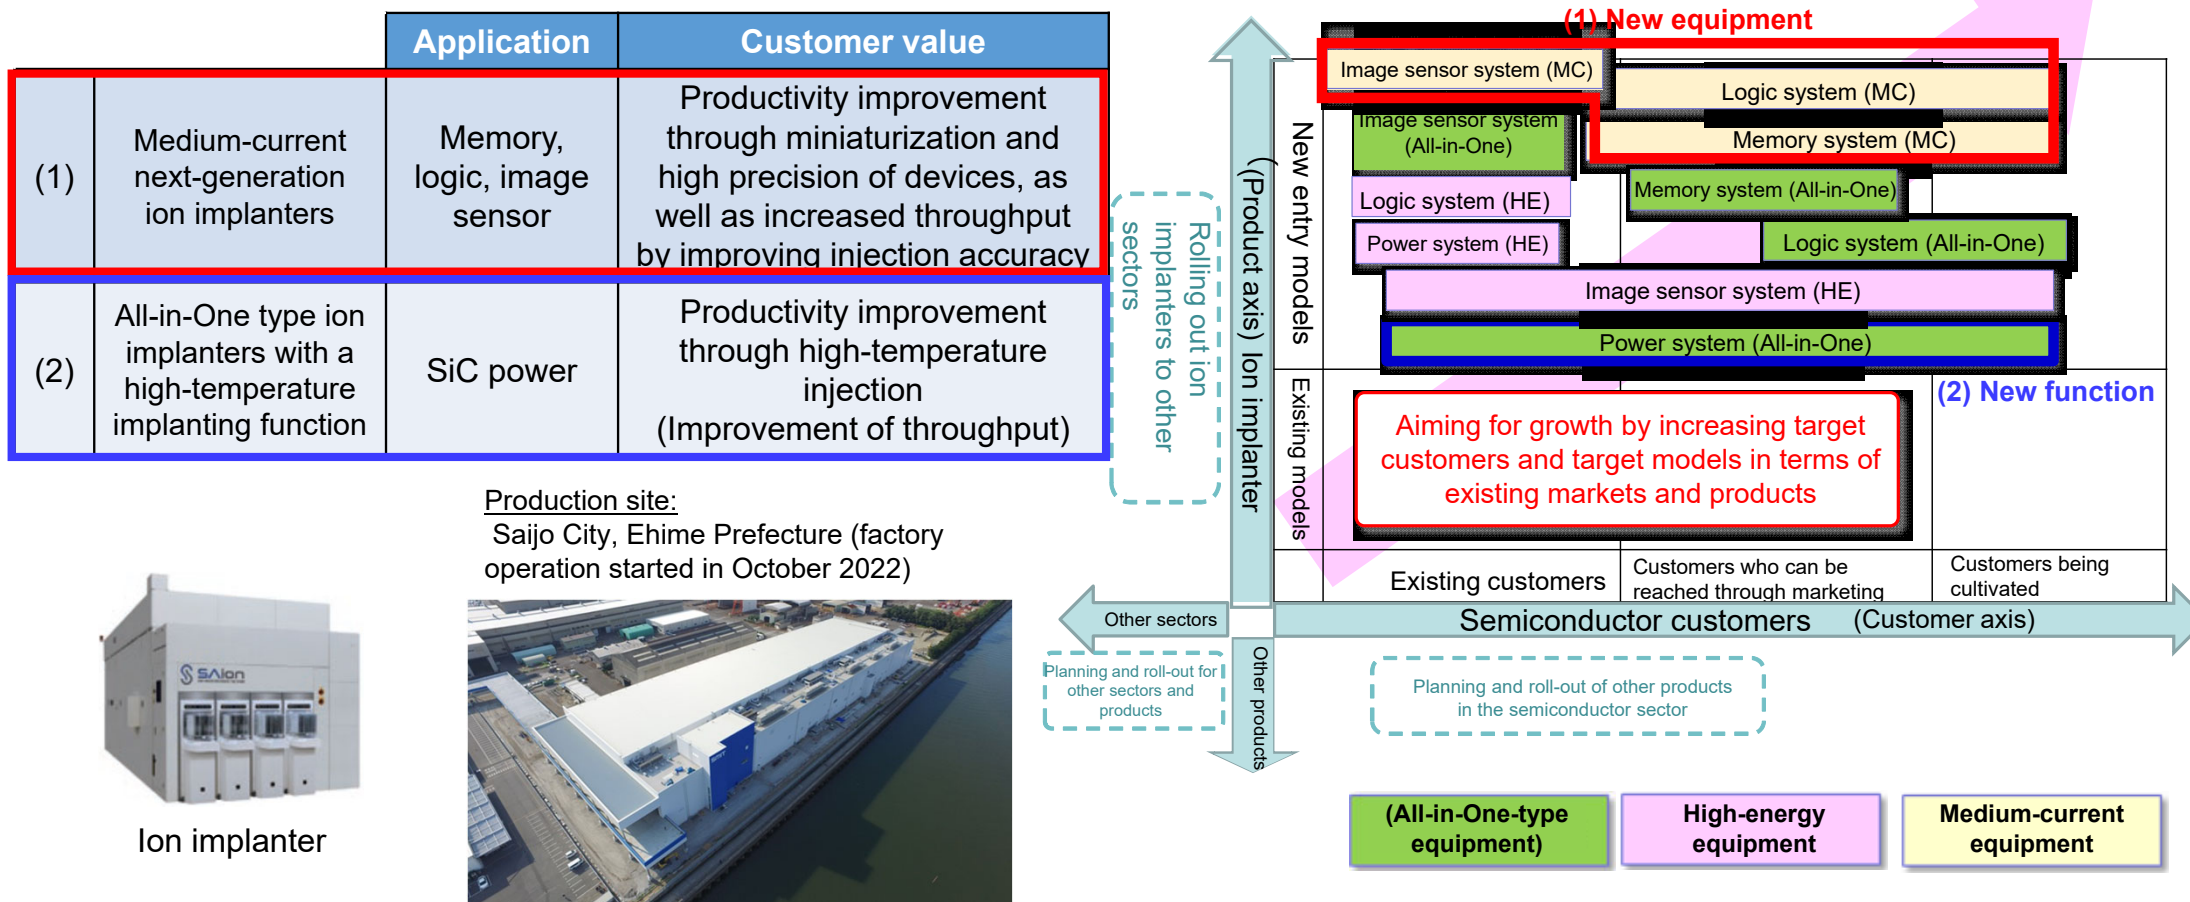 Application
Customer value
(1)
Medium-current
next-generation
ion implanters
Memory,
logic, image
sensor
Productivity improvement
through miniaturization and
high precision of devices, as
well as increased throughput
by improving injection accuracy
(2)
All-in-One type ion
implanters with a
high-temperature
implanting function
SiC power
Productivity improvement
through high-temperature
injection
(Improvement of throughput)
Production site:
Saijo City, Ehime Prefecture (factory
operation started in October 2022)
SAion
Ion implanter
(1) New equipment
Image sensor system (MC)
Logic system (MC)
Memory system (MC)
Image sensor system
(All-in-One)
Logic system (HE)
Memory system (All-in-One)
Power system (HE)
Logic system (All-in-One)
Image sensor system (HE)
Power system (All-in-One)
(2) New function
New entry models
Existing models
((Product axis) Ion implanter
Rolling out ion
implanters to other
sectors
Aiming for growth by increasing target
customers and target models in terms of
existing markets and products
Existing customers
Customers who can be
reached through marketing
Customers being
cultivated
Other sectors
Semiconductor customers (Customer axis)
Other products
Planning and roll-out for
other sectors and
products
Planning and roll-out of other products
in the semiconductor sector
(All-in-One-type
equipment)
High-energy
equipment
Medium-current
equipment